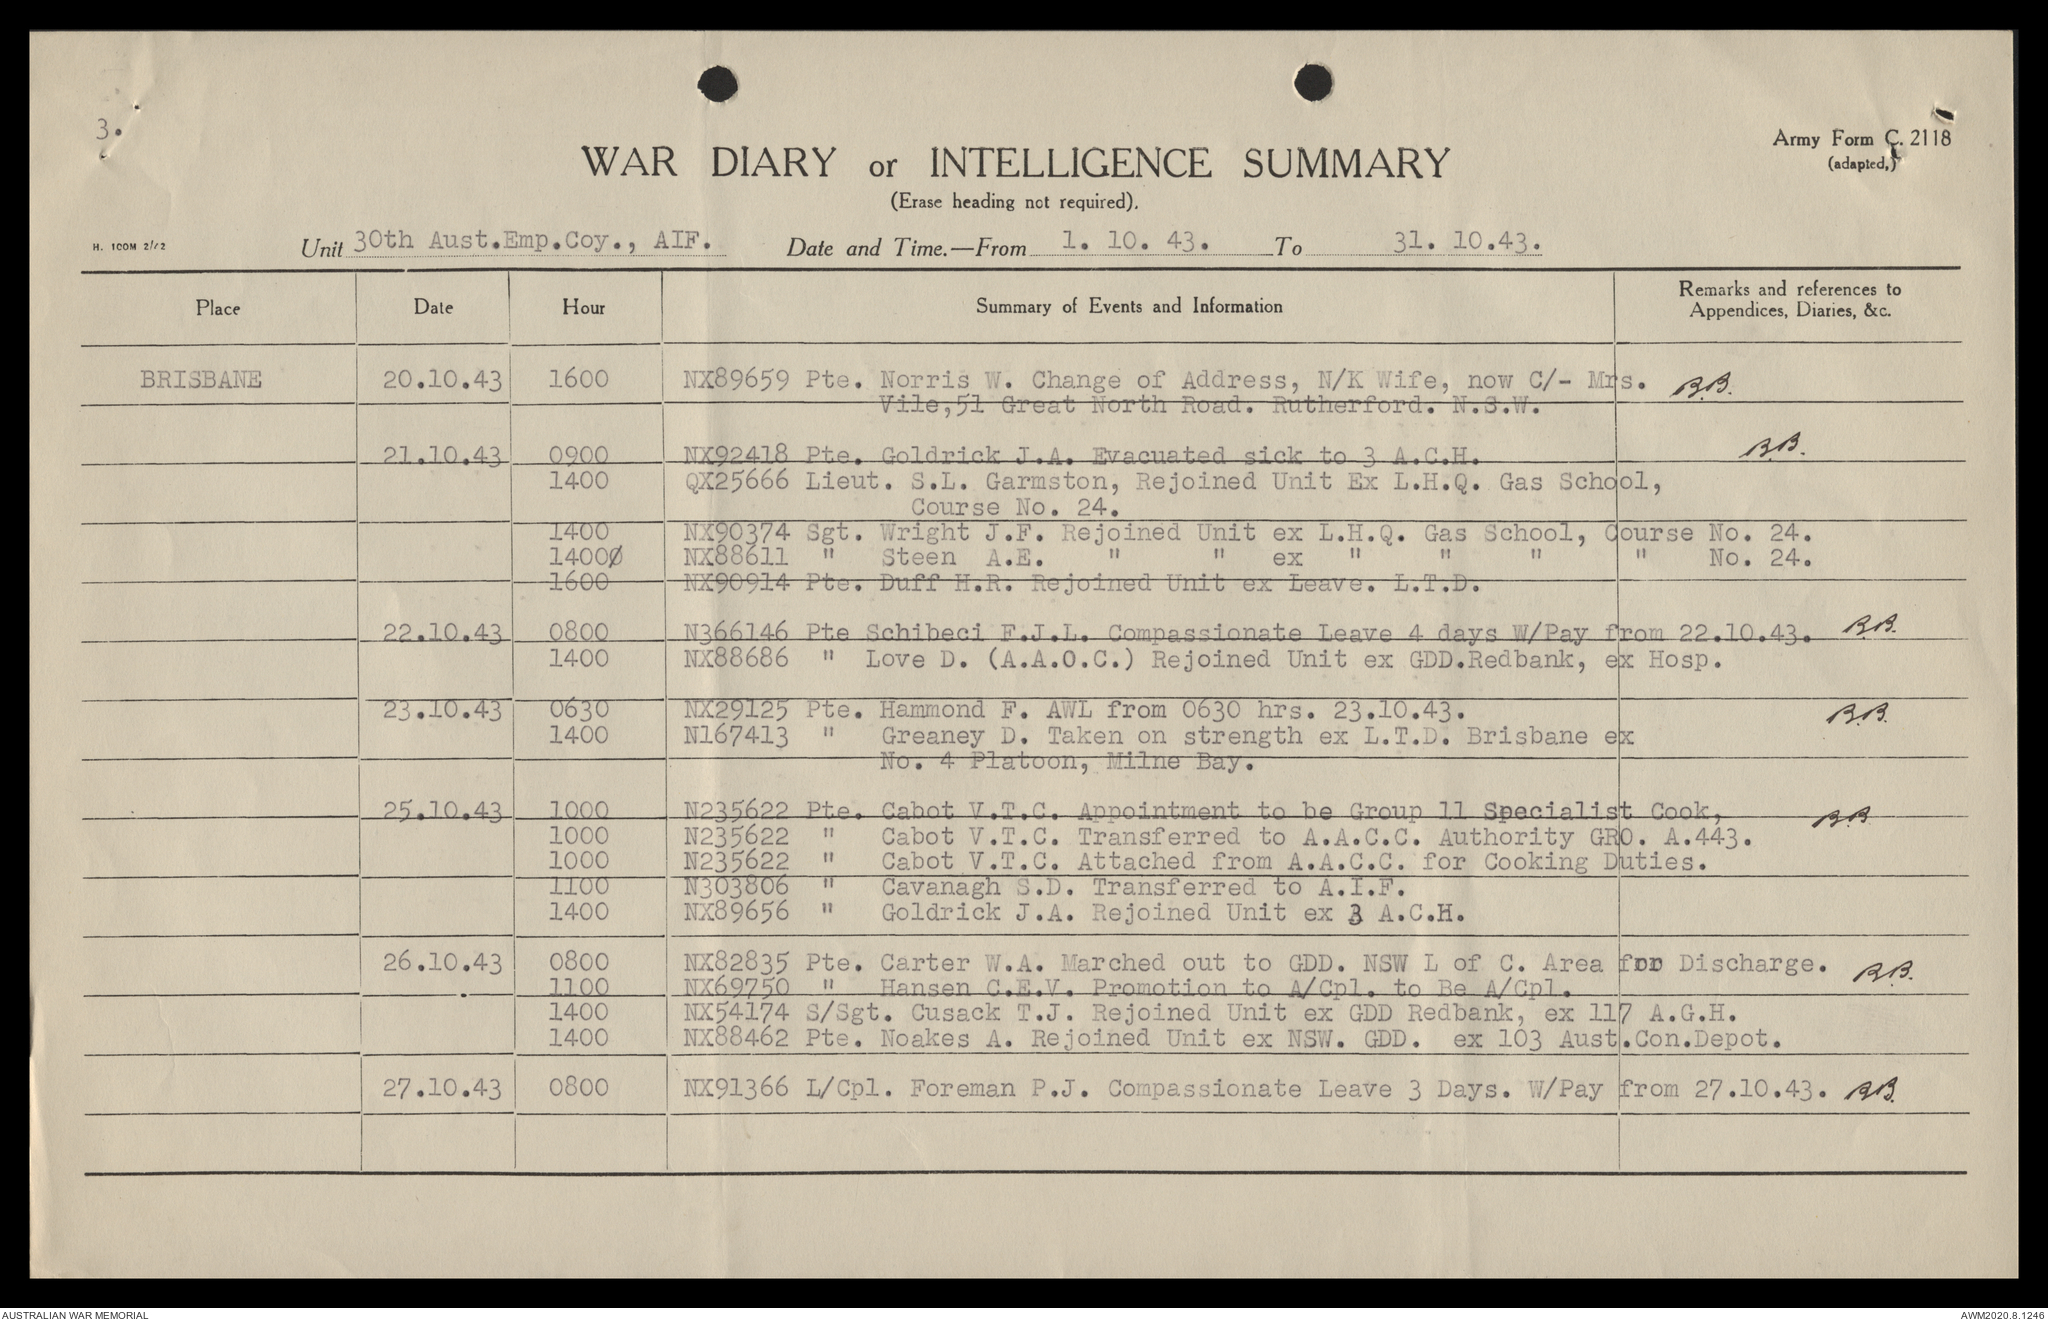 3.
Army Form C. 2118
(adapted,)
WAR DIARY or INTELLIGENCE SUMMARY
(Erase heading not required).
H. 100M 2/42
Unit 30th Aust.Emp.Coy., AIF. Date and Time.—From 1. 10. 43. To 31. 10.43.
Place Date Hour Summary of Events and Information Remarks and references to Appendices, Diaries, &c.
BRISBANE 20.10.43 1600 NX89659 Pte. Norris W. Change of Address, N/K Wife, now C/- Mrs. B.B.
Vile,51 Great North Road. Rutherford. N.S.W.
21.10.43 0900 NX92418 Pte. Goldrick J.A. Evacuated sick to 3 A.C.H. B.B.
1400 QX25666 Lieut. S.L. Garmston, Rejoined Unit Ex L.H.Q. Gas School,
Course No. 24.
1400 NX90374 Sgt. Wright J.F. Rejoined Unit ex L.H.Q. Gas School, Course No. 24.
1400Ø NX88611 " Steen A.E. " " ex " " " " No. 24.
1600 NX90914 Pte. Duff H.R. Rejoined Unit ex Leave. L.T.D.
22.10.43 0800 N366146 Pte Schibeci F.J.L. Compassionate Leave 4 days W/Pay from 22.10.43. B.B.
1400 NX88686 " Love D. (A.A.O.C.) Rejoined Unit ex GDD.Redbank, ex Hosp.
23.10.43 0630 NX29125 Pte. Hammond F. AWL from 0630 hrs. 23.10.43. B.B.
1400 N167413 " Greaney D. Taken on strength ex L.T.D. Brisbane ex
No. 4 Platoon, Milne Bay.
25.10.43 1000 N235622 Pte. Cabot V.T.C. Appointment to be Group 11 Specialist Cook, B.B.
1000 N235622 " Cabot V.T.C. Transferred to A.A.C.C. Authority GRO. A.443.
1000 N235622 " Cabot V.T.C. Attached from A.A.C.C. for Cooking Duties.
1100 N303806 " Cavanagh S.D. Transferred to A.I.F.
1400 NX89656 " Goldrick J.A. Rejoined Unit ex 3 A.C.H.
26.10.43 0800 NX82835 Pte. Carter W.A. Marched out to GDD. NSW L of C. Area for Discharge. B.B.
1100 NX69750 " Hansen C.E.V. Promotion to A/Cpl. to Be A/Cpl.
1400 NX54174 S/Sgt. Cusack T.J. Rejoined Unit ex GDD Redbank, ex 117 A.G.H.
1400 NX88462 Pte. Noakes A. Rejoined Unit ex NSW. GDD. ex 103 Aust.Con.Depot.
27.10.43 0800 NX91366 L/Cpl. Foreman P.J. Compassionate Leave 3 Days. W/Pay from 27.10.43. B.B.
AUSTRALIAN WAR MEMORIAL AWM2020.8.1246